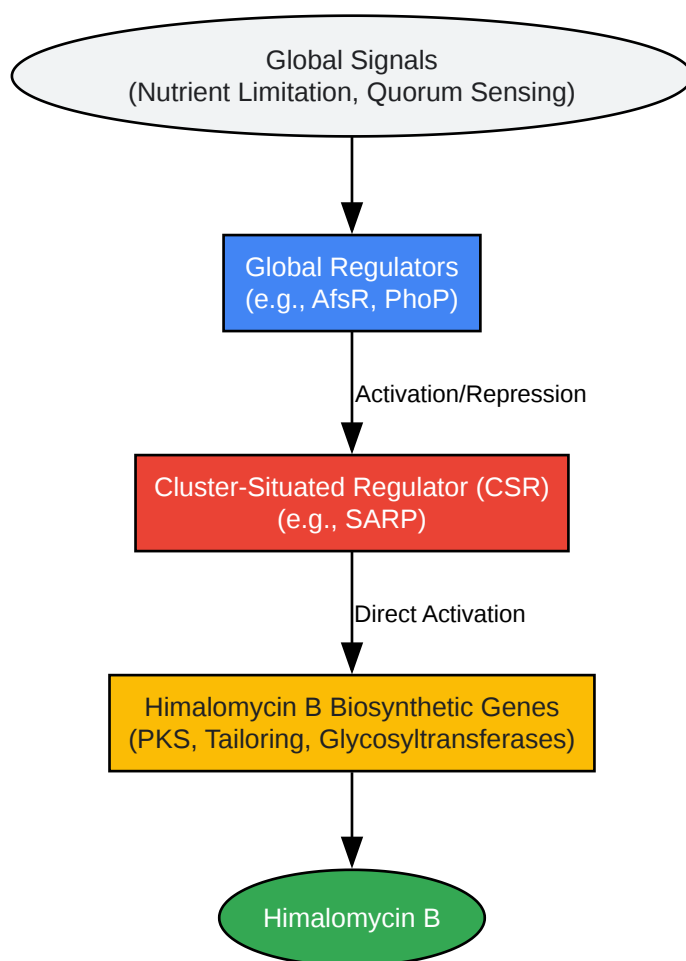 Global Signals
(Nutrient Limitation, Quorum Sensing)
Global Regulators
(e.g., AfsR, PhoP)
Activation/Repression
Cluster-Situated Regulator (CSR)
(e.g., SARP)
Direct Activation
Himalomycin B Biosynthetic Genes
(PKS, Tailoring, Glycosyltransferases)
Himalomycin B